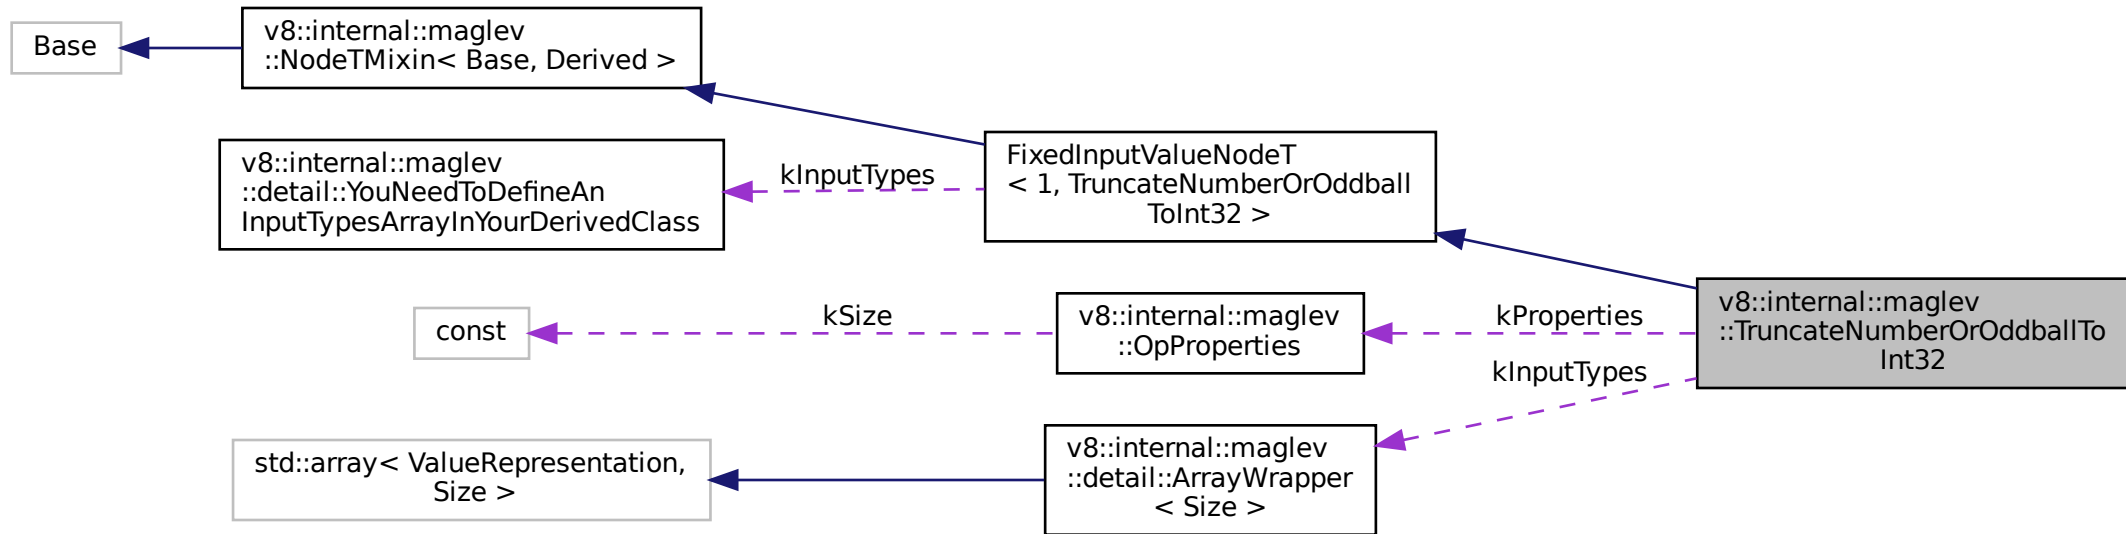 Base
v8::internal::maglev
::NodeTMixin< Base, Derived >
v8::internal::maglev
::detail::YouNeedToDefineAn
InputTypesArrayInYourDerivedClass
kInputTypes
FixedInputValueNodeT
< 1, TruncateNumberOrOddball
ToInt32 >
const
kSize
v8::internal::maglev
::OpProperties
kProperties
kInputTypes
v8::internal::maglev
::TruncateNumberOrOddballTo
Int32
std::array< ValueRepresentation,
Size >
v8::internal::maglev
::detail::ArrayWrapper
< Size >